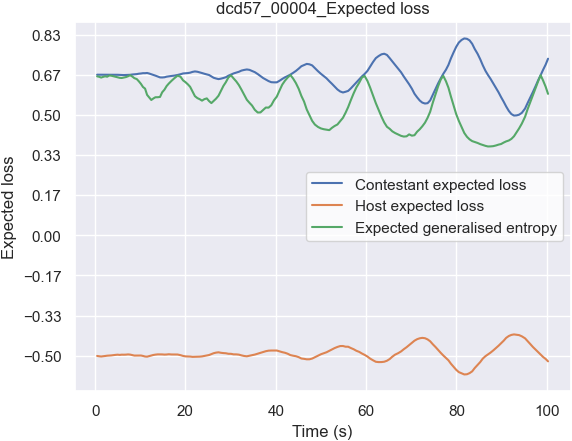 dcd57_00004_Expected loss
0.83
0.67
0.50
0.33
0.17
0.00
−0.17
−0.33
−0.50
Expected loss
Contestant expected loss
Host expected loss
Expected generalised entropy
0 20 40 60 80 100
Time (s)